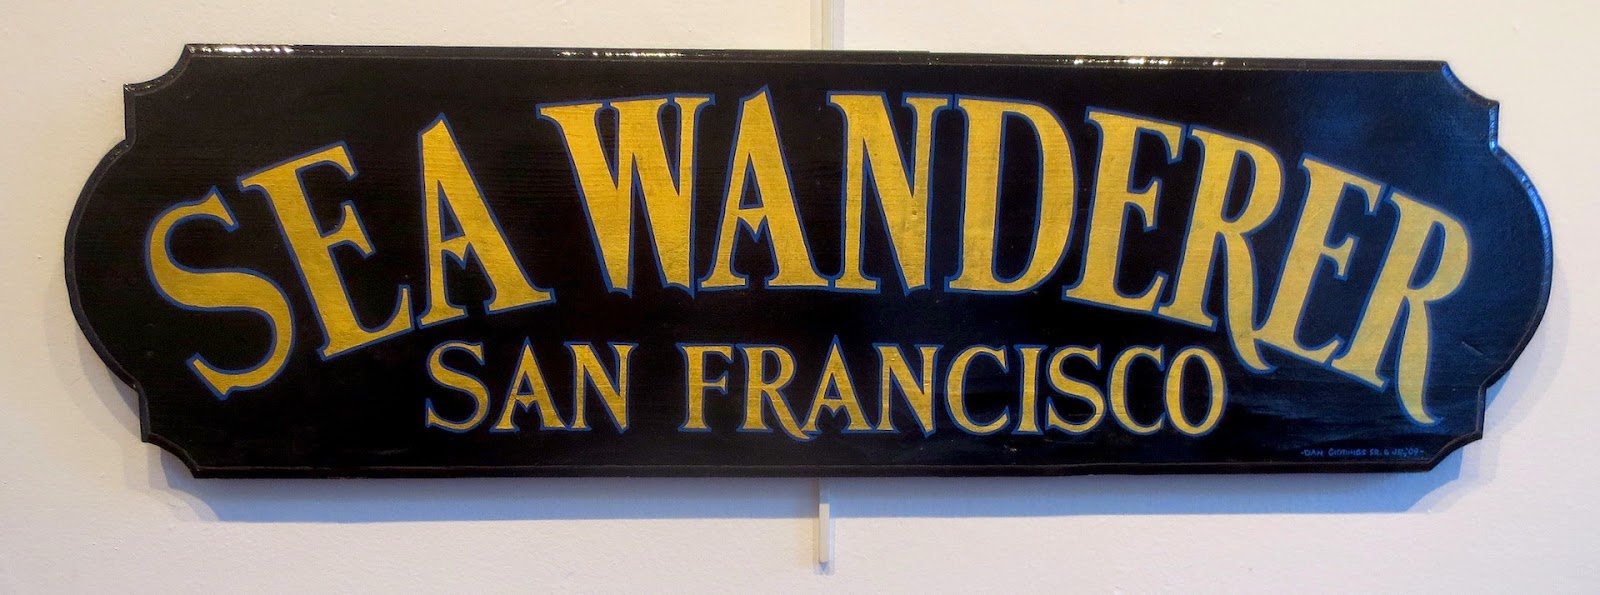 SEA WANDERER
SAN FRANCISCO
-DAN GIDDINGS SR. & JR., '09-